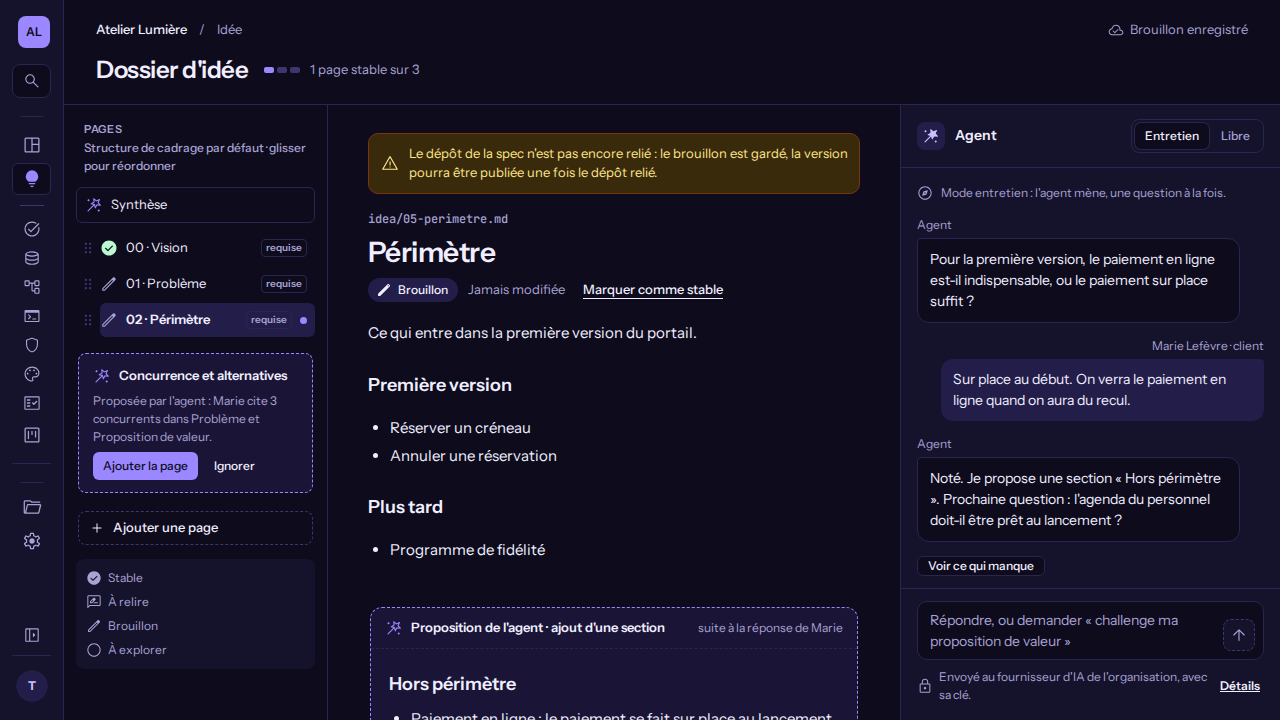 AL
Atelier Lumière / Idée
Brouillon enregistré
Dossier d'idée
1 page stable sur 3
PAGES
Structure de cadrage par défaut · glisser
pour réordonner
Synthèse
00 · Vision
requise
01 · Problème
requise
02 · Périmètre
requise
Concurrence et alternatives
Proposée par l'agent : Marie cite 3
concurrents dans Problème et
Proposition de valeur.
Ajouter la page
Ignorer
Ajouter une page
Stable
À relire
Brouillon
À explorer
T
Le dépôt de la spec n'est pas encore relié : le brouillon est gardé, la version
pourra être publiée une fois le dépôt relié.
idea/05-perimetre.md
Périmètre
Brouillon
Jamais modifiée
Marquer comme stable
Ce qui entre dans la première version du portail.
Première version
• Réserver un créneau
• Annuler une réservation
Plus tard
• Programme de fidélité
Proposition de l'agent · ajout d'une section
suite à la réponse de Marie
Hors périmètre
• Paiement en ligne : le paiement se fait sur place au lancement.
Agent
Entretien
Libre
Mode entretien : l'agent mène, une question à la fois.
Agent
Pour la première version, le paiement en ligne
est-il indispensable, ou le paiement sur place
suffit ?
Marie Lefèvre · client
Sur place au début. On verra le paiement en
ligne quand on aura du recul.
Agent
Noté. Je propose une section « Hors périmètre
». Prochaine question : l'agenda du personnel
doit-il être prêt au lancement ?
Voir ce qui manque
Répondre, ou demander « challenge ma
proposition de valeur »
Envoyé au fournisseur d'IA de l'organisation, avec
sa clé.
Détails